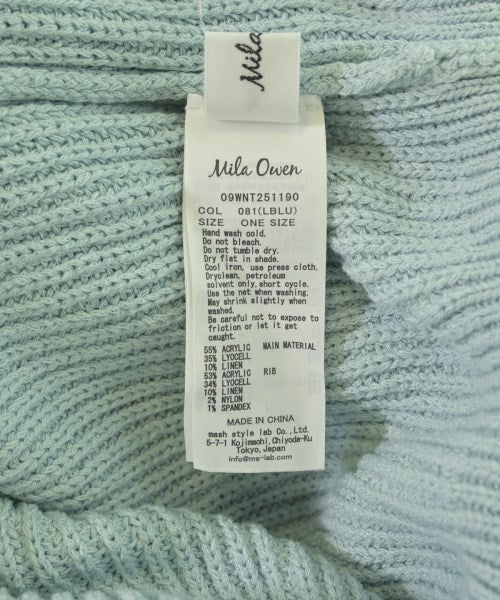 Mila
Mila Owen
09WNT251190
COL 081(LBLU)
SIZE ONE SIZE
Hand wash cold.
Do not bleach.
Do not tumble dry.
Dry flat in shade.
Cool iron, use press cloth.
Dryclean, petroleum
solvent only, short cycle.
Use the net when washing.
May shrink slightly when
washed.
Be careful not to expose to
friction or let it get
caught.
55% ACRYLIC MAIN MATERIAL
35% LYOCELL
10% LINEN
53% ACRYLIC RIB
34% LYOCELL
10% LINEN
2% NYLON
1% SPANDEX
MADE IN CHINA
mash style lab Co., Ltd.
5-7-1 Kojimachi, Chiyoda-Ku
Tokyo, Japan
info@ms-lab.com